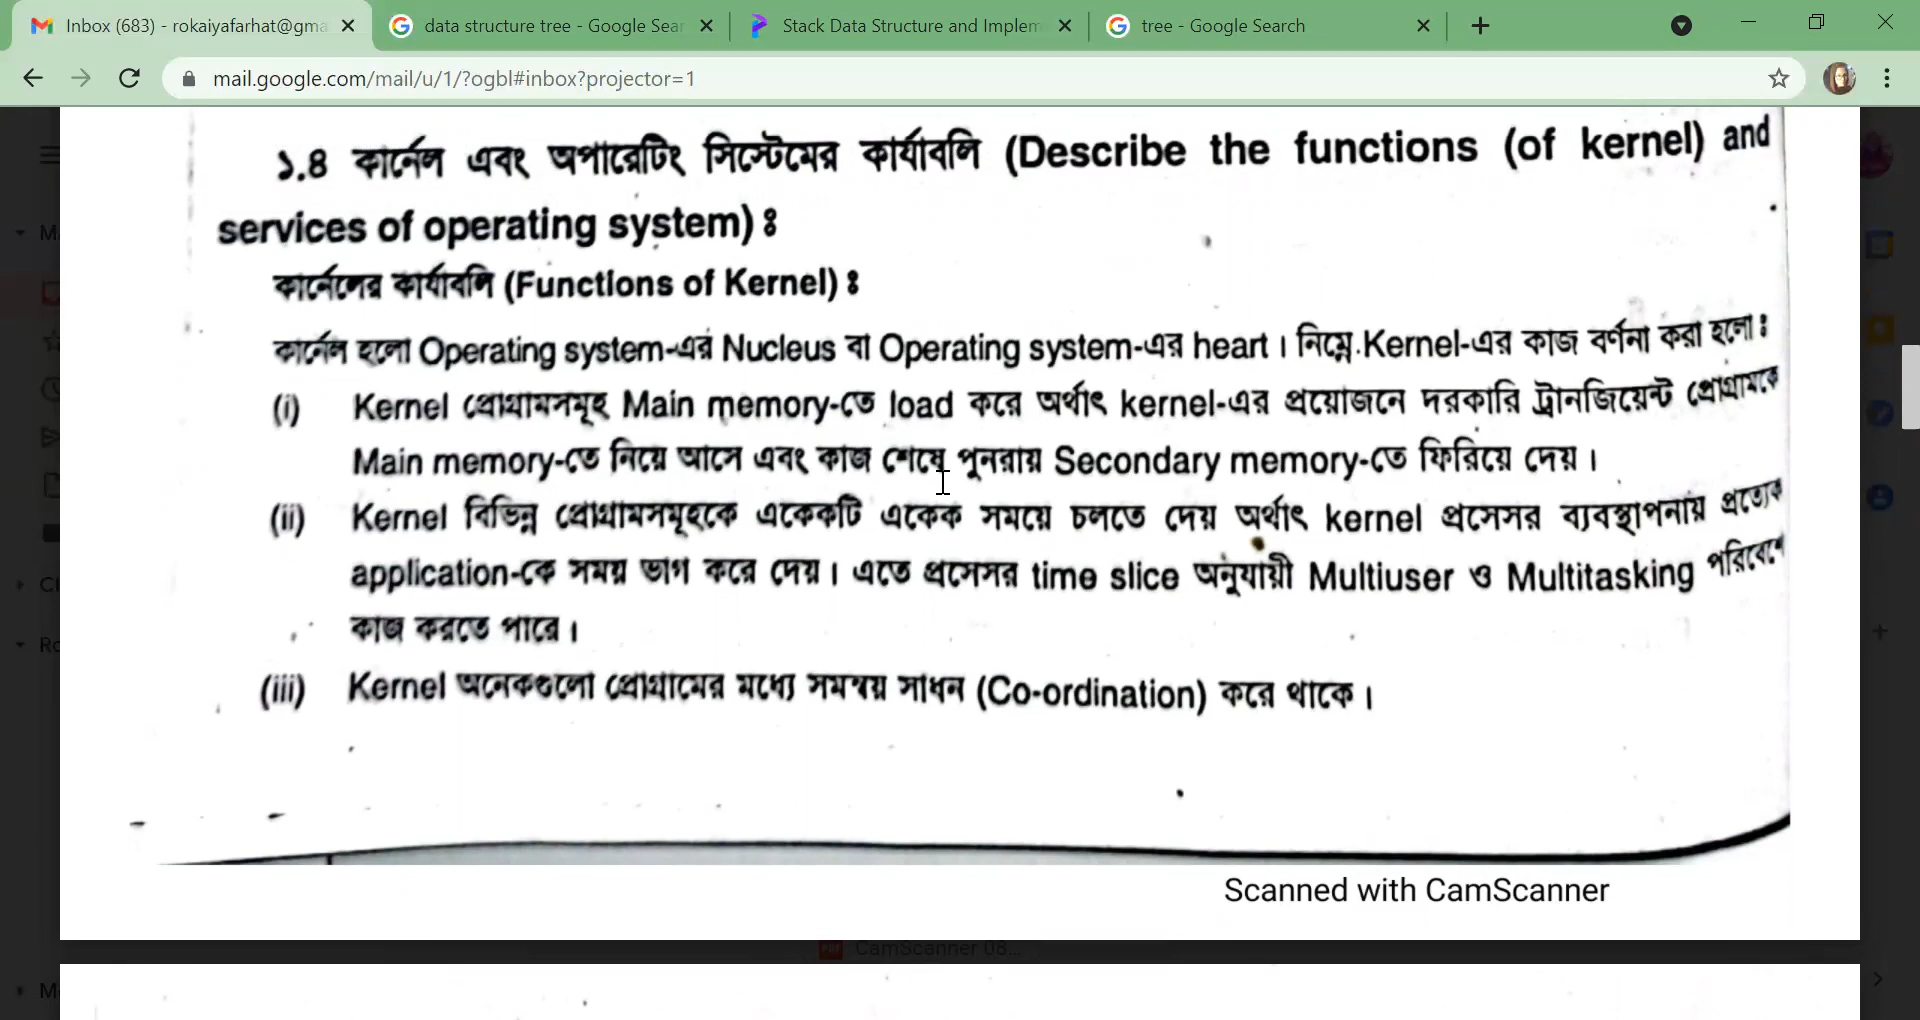 Inbox (683) - rokaiyafarhat@gma
data structure tree - Google Sear
Stack Data Structure and Implem
tree - Google Search
mail.google.com/mail/u/1/?ogbl#inbox?projector=1
১.৪ কার্নেল এবং অপারেটিং সিস্টেমের কার্যাবলি (Describe the functions (of kernel) and
services of operating system) ঃ
কার্নেলের কার্যাবলি (Functions of Kernel) ঃ
কার্নেল হলো Operating system-এর Nucleus বা Operating system-এর heart । নিম্নে Kernel-এর কাজ বর্ণনা করা হলো ঃ
(i) Kernel প্রোগ্রামসমূহ Main memory-তে load করে অর্থাৎ kernel-এর প্রয়োজনে দরকারি ট্রানজিয়েন্ট প্রোগ্রামকে
Main memory-তে নিয়ে আসে এবং কাজ শেষে পুনরায় Secondary memory-তে ফিরিয়ে দেয় ।
(ii) Kernel বিভিন্ন প্রোগ্রামসমূহকে একেকটি একেক সময়ে চলতে দেয় অর্থাৎ kernel প্রসেসর ব্যবস্থাপনায় প্রত্যেক
application-কে সময় ভাগ করে দেয় । এতে প্রসেসর time slice অনুযায়ী Multiuser ও Multitasking পরিবেশে
কাজ করতে পারে ।
(iii) Kernel অনেকগুলো প্রোগ্রামের মধ্যে সমন্বয় সাধন (Co-ordination) করে থাকে ।
Scanned with CamScanner
CamScanner 08...